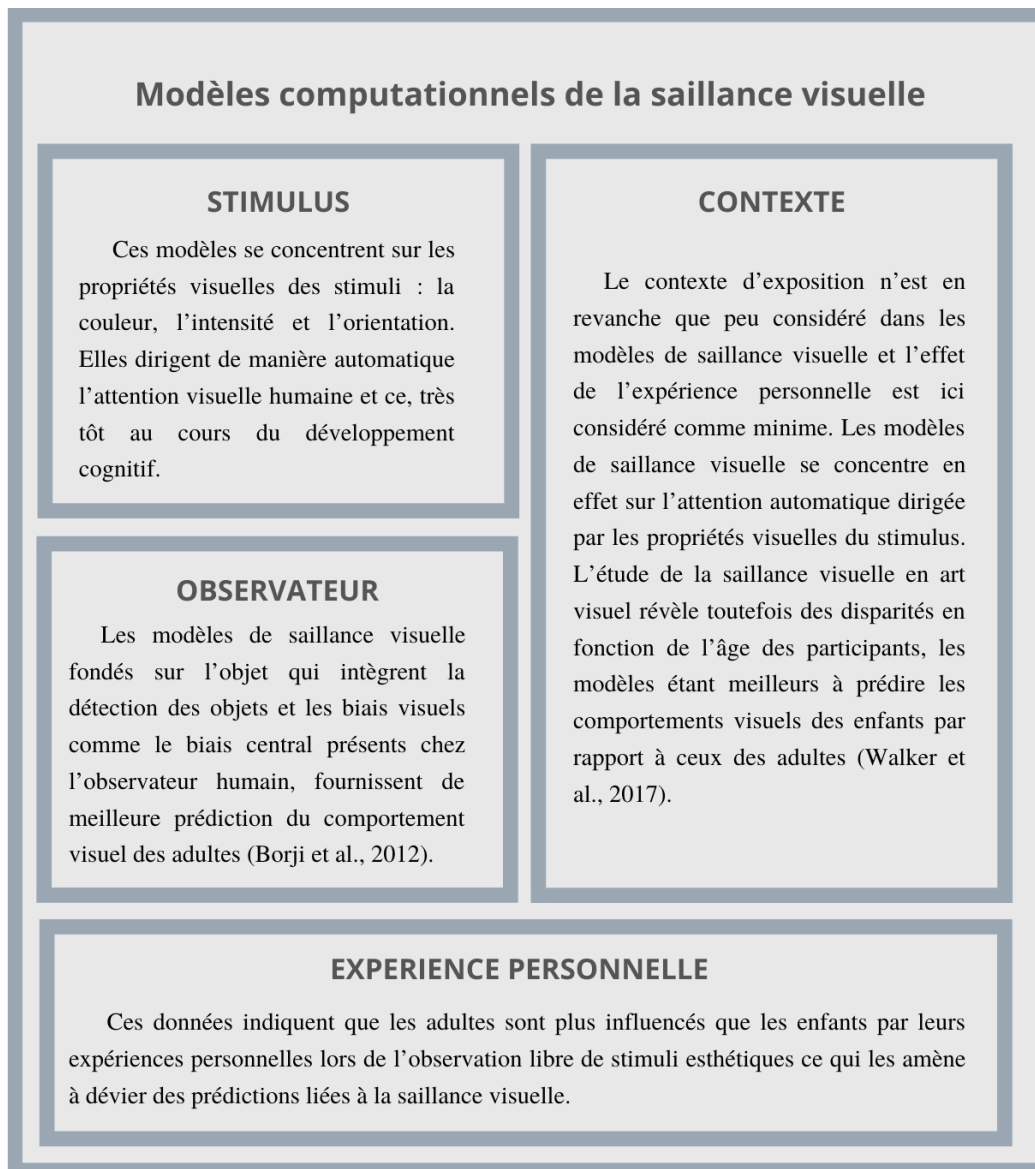 Modèles computationnels de la saillance visuelle
STIMULUS
Ces modèles se concentrent sur les
propriétés visuelles des stimuli : la
couleur, l’intensité et l’orientation.
Elles dirigent de manière automatique
l’attention visuelle humaine et ce, très
tôt au cours du développement
cognitif.
OBSERVATEUR
Les modèles de saillance visuelle
fondés sur l’objet qui intègrent la
détection des objets et les biais visuels
comme le biais central présents chez
l’observateur humain, fournissent de
meilleure prédiction du comportement
visuel des adultes (Borji et al., 2012).
CONTEXTE
Le contexte d’exposition n’est en
revanche que peu considéré dans les
modèles de saillance visuelle et l’effet
de l’expérience personnelle est ici
considéré comme minime. Les modèles
de saillance visuelle se concentre en
effet sur l’attention automatique dirigée
par les propriétés visuelles du stimulus.
L’étude de la saillance visuelle en art
visuel révèle toutefois des disparités en
fonction de l’âge des participants, les
modèles étant meilleurs à prédire les
comportements visuels des enfants par
rapport à ceux des adultes (Walker et
al., 2017).
EXPERIENCE PERSONNELLE
Ces données indiquent que les adultes sont plus influencés que les enfants par leurs
expériences personnelles lors de l’observation libre de stimuli esthétiques ce qui les amène
à dévier des prédictions liées à la saillance visuelle.